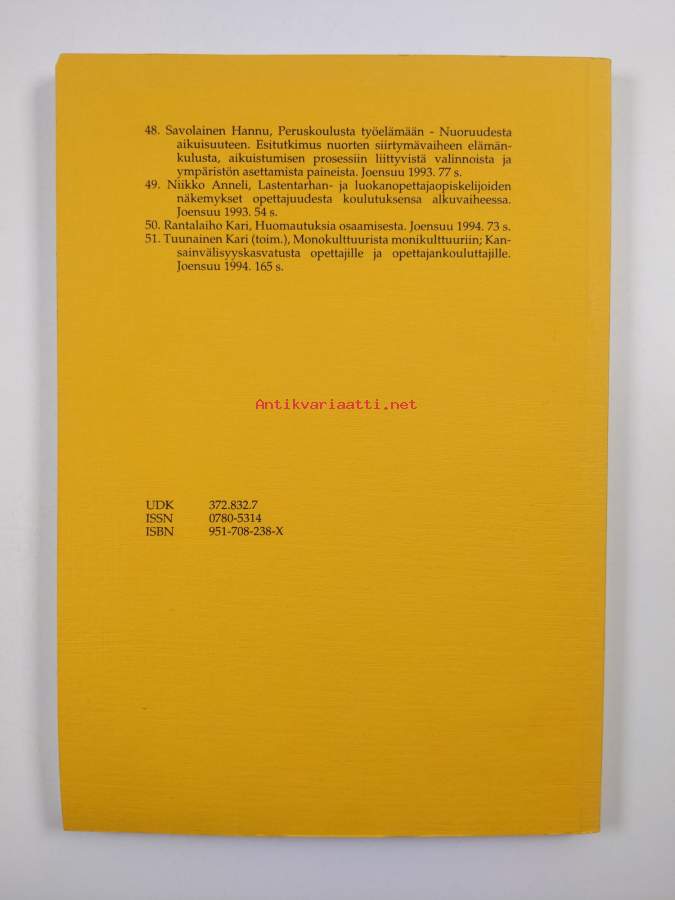 48. Savolainen Hannu, Peruskoulusta työelämään - Nuoruudesta
aikuisuuteen. Esitutkimus nuorten siirtymävaiheen elämän-
kulusta, aikuistumisen prosessiin liittyvistä valinnoista ja
ympäristön asettamista paineista. Joensuu 1993. 77 s.
49. Niikko Anneli, Lastentarhan- ja luokanopettajaopiskelijoiden
näkemykset opettajuudesta koulutuksensa alkuvaiheessa.
Joensuu 1993. 54 s.
50. Rantalaiho Kari, Huomautuksia osaamisesta. Joensuu 1994. 73 s.
51. Tuunainen Kari (toim.), Monokulttuurista monikulttuuriin; Kan-
sainvälisyyskasvatusta opettajille ja opettajankouluttajille.
Joensuu 1994. 165 s.
Antikvariaatti.net
UDK 372.832.7
ISSN 0780-5314
ISBN 951-708-238-X